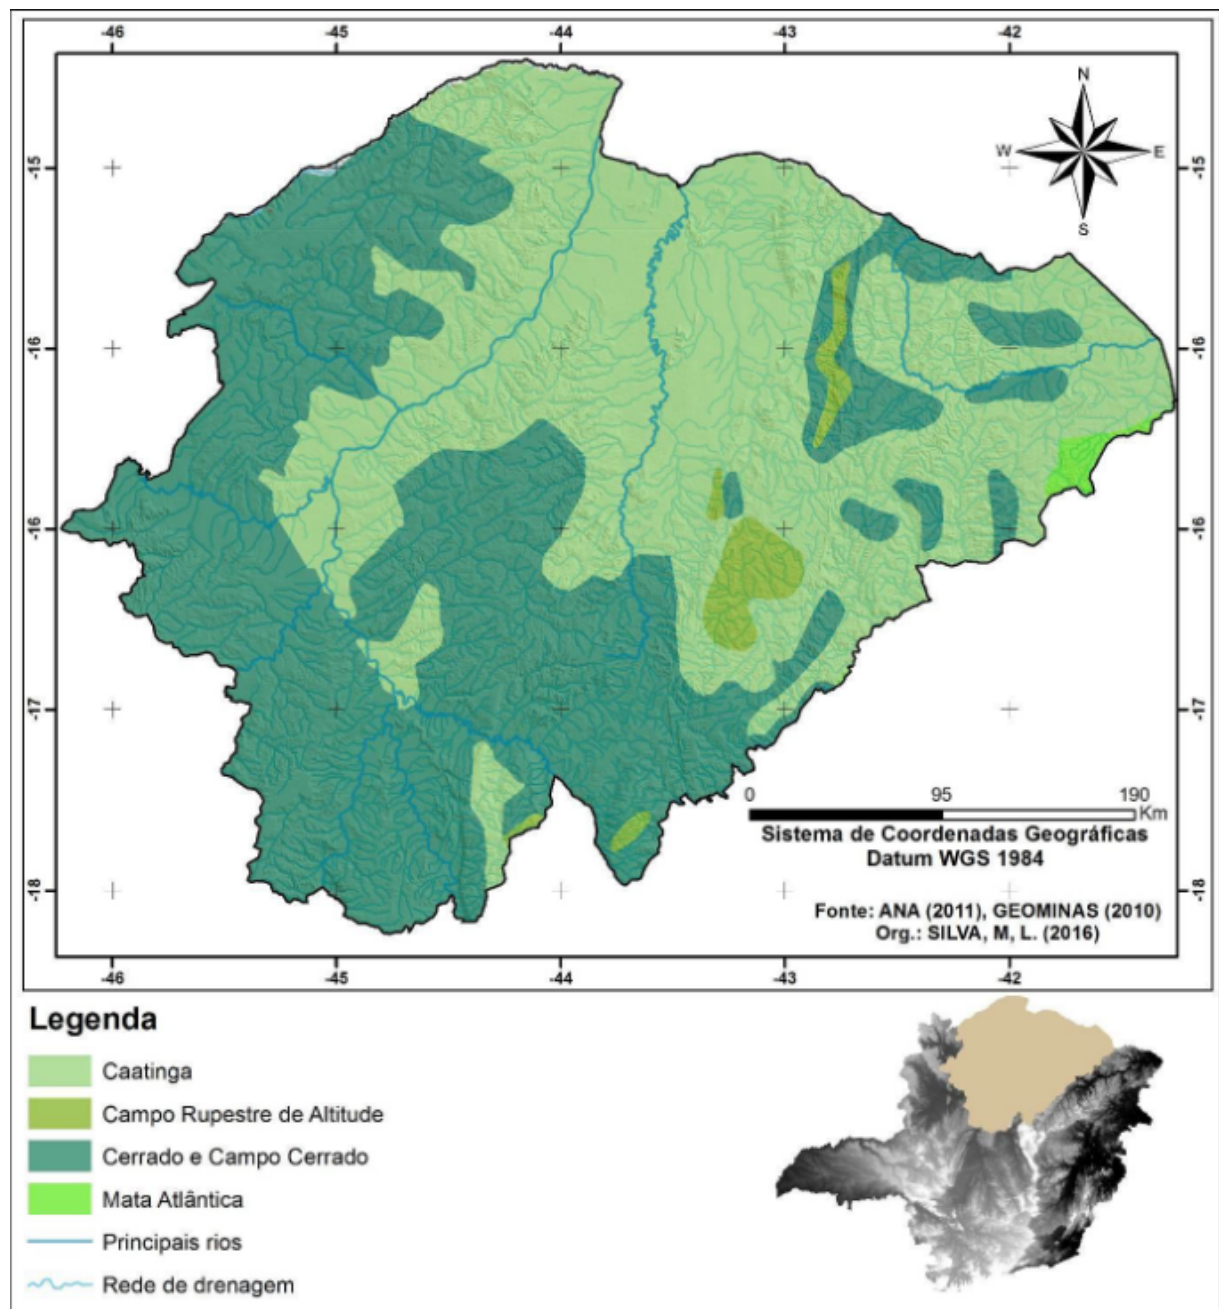 -46 -45 -44 -43 -42
N
W E
S
-15 -15
-16 -16
-16 -16
-17 -17
-18 -18
0 95 190
Km
Sistema de Coordenadas Geográficas
Datum WGS 1984
Fonte: ANA (2011), GEOMINAS (2010)
Org.: SILVA, M, L. (2016)
-46 -45 -44 -43 -42
Legenda
Caatinga
Campo Rupestre de Altitude
Cerrado e Campo Cerrado
Mata Atlântica
Principais rios
Rede de drenagem